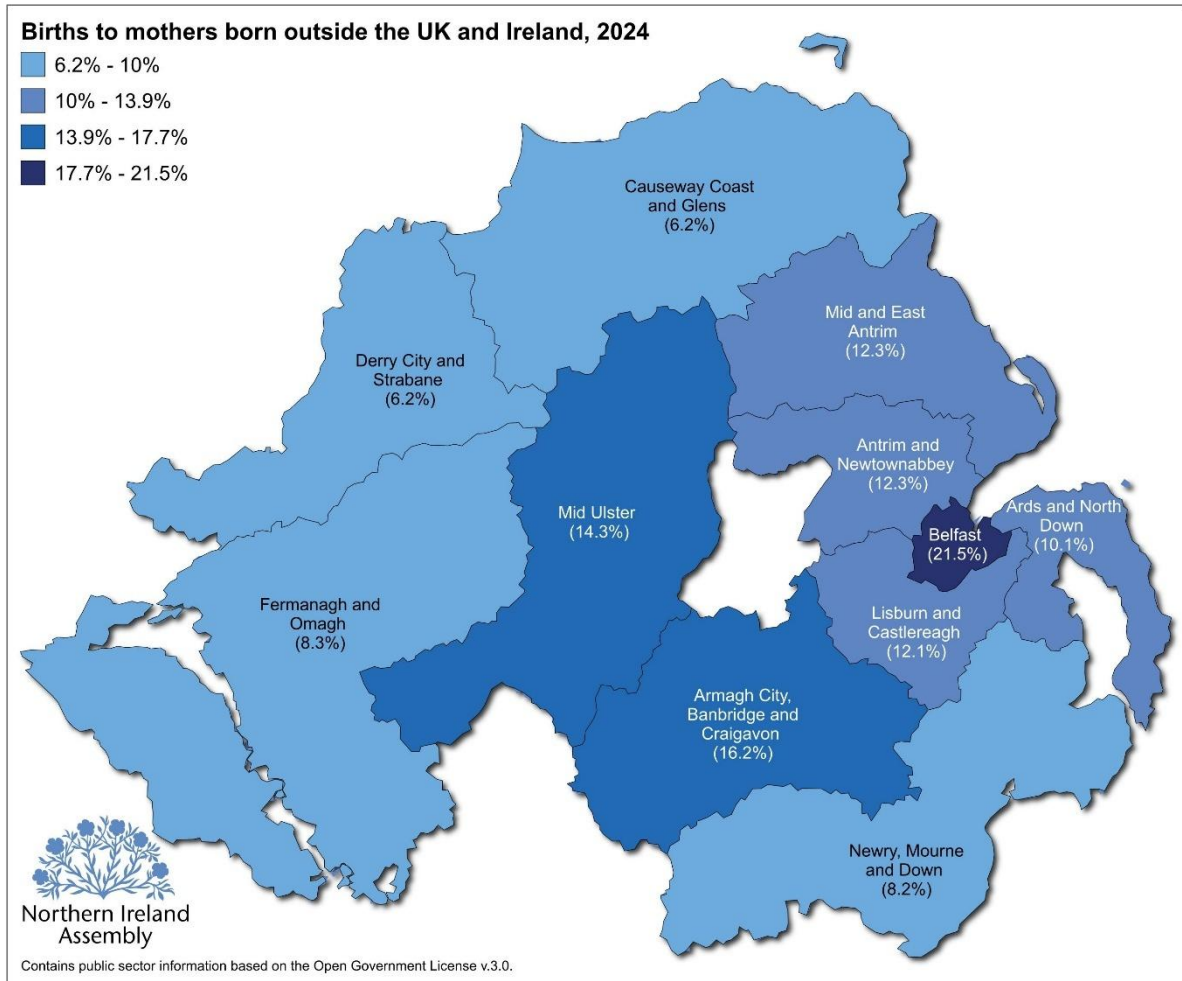 Births to mothers born outside the UK and Ireland, 2024
6.2% - 10%
10% - 13.9%
13.9% - 17.7%
17.7% - 21.5%
Causeway Coast
and Glens
(6.2%)
Mid and East
Antrim
(12.3%)
Derry City and
Strabane
(6.2%)
Antrim and
Newtownabbey
(12.3%)
Ards and North
Down
(10.1%)
Mid Ulster
(14.3%)
Belfast
(21.5%)
Fermanagh and
Omagh
(8.3%)
Lisburn and
Castlereagh
(12.1%)
Armagh City,
Banbridge and
Craigavon
(16.2%)
Newry, Mourne
and Down
(8.2%)
Northern Ireland
Assembly
Contains public sector information based on the Open Government License v.3.0.